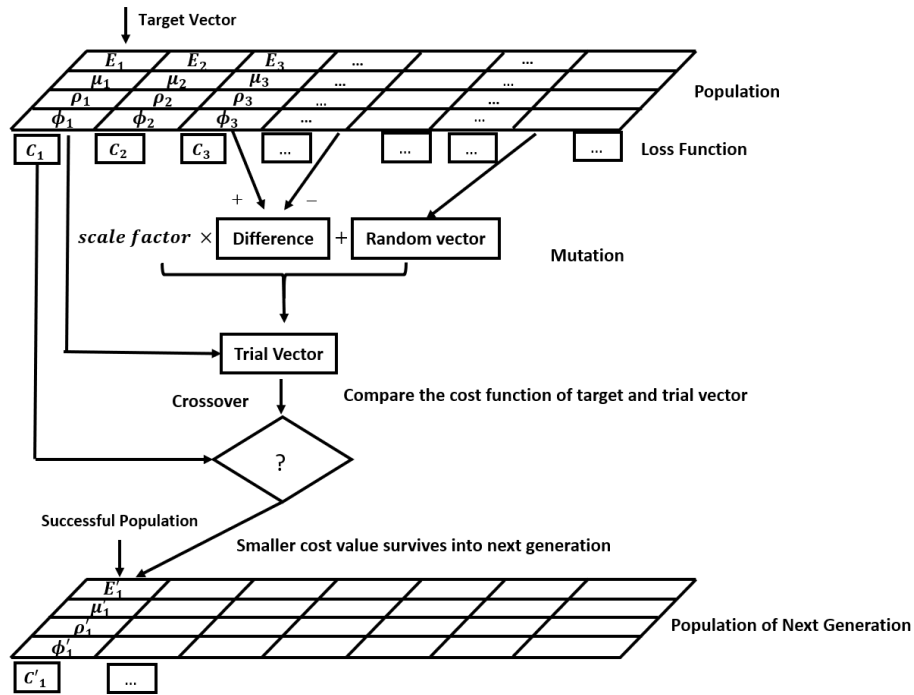 Target Vector
E₁ E₂ E₃ ... ...
μ₁ μ₂ μ₃ ... ...
ρ₁ ρ₂ ρ₃ ... ...
ϕ₁ ϕ₂ ϕ₃ ... ...
Population
C₁ C₂ C₃ ... ... ... ...
Loss Function
+ −
scale factor × Difference + Random vector
Mutation
Trial Vector
Crossover
Compare the cost function of target and trial vector
?
Successful Population
Smaller cost value survives into next generation
E′₁
μ′₁
ρ′₁
ϕ′₁
Population of Next Generation
C′₁ ...